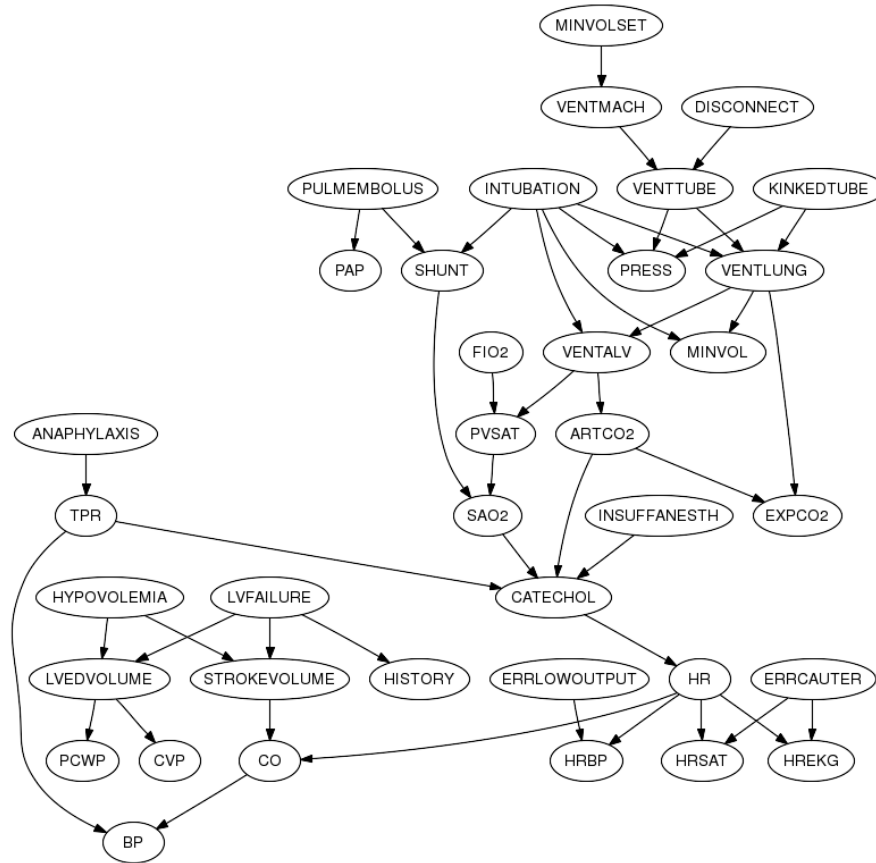 MINVOLSET
VENTMACH
DISCONNECT
PULMEMBOLUS
INTUBATION
VENTTUBE
KINKEDTUBE
PAP
SHUNT
PRESS
VENTLUNG
FIO2
VENTALV
MINVOL
ANAPHYLAXIS
PVSAT
ARTCO2
TPR
SAO2
INSUFFANESTH
EXPCO2
HYPOVOLEMIA
LVFAILURE
CATECHOL
LVEDVOLUME
STROKEVOLUME
HISTORY
ERRLOWOUTPUT
HR
ERRCAUTER
PCWP
CVP
CO
HRBP
HRSAT
HREKG
BP